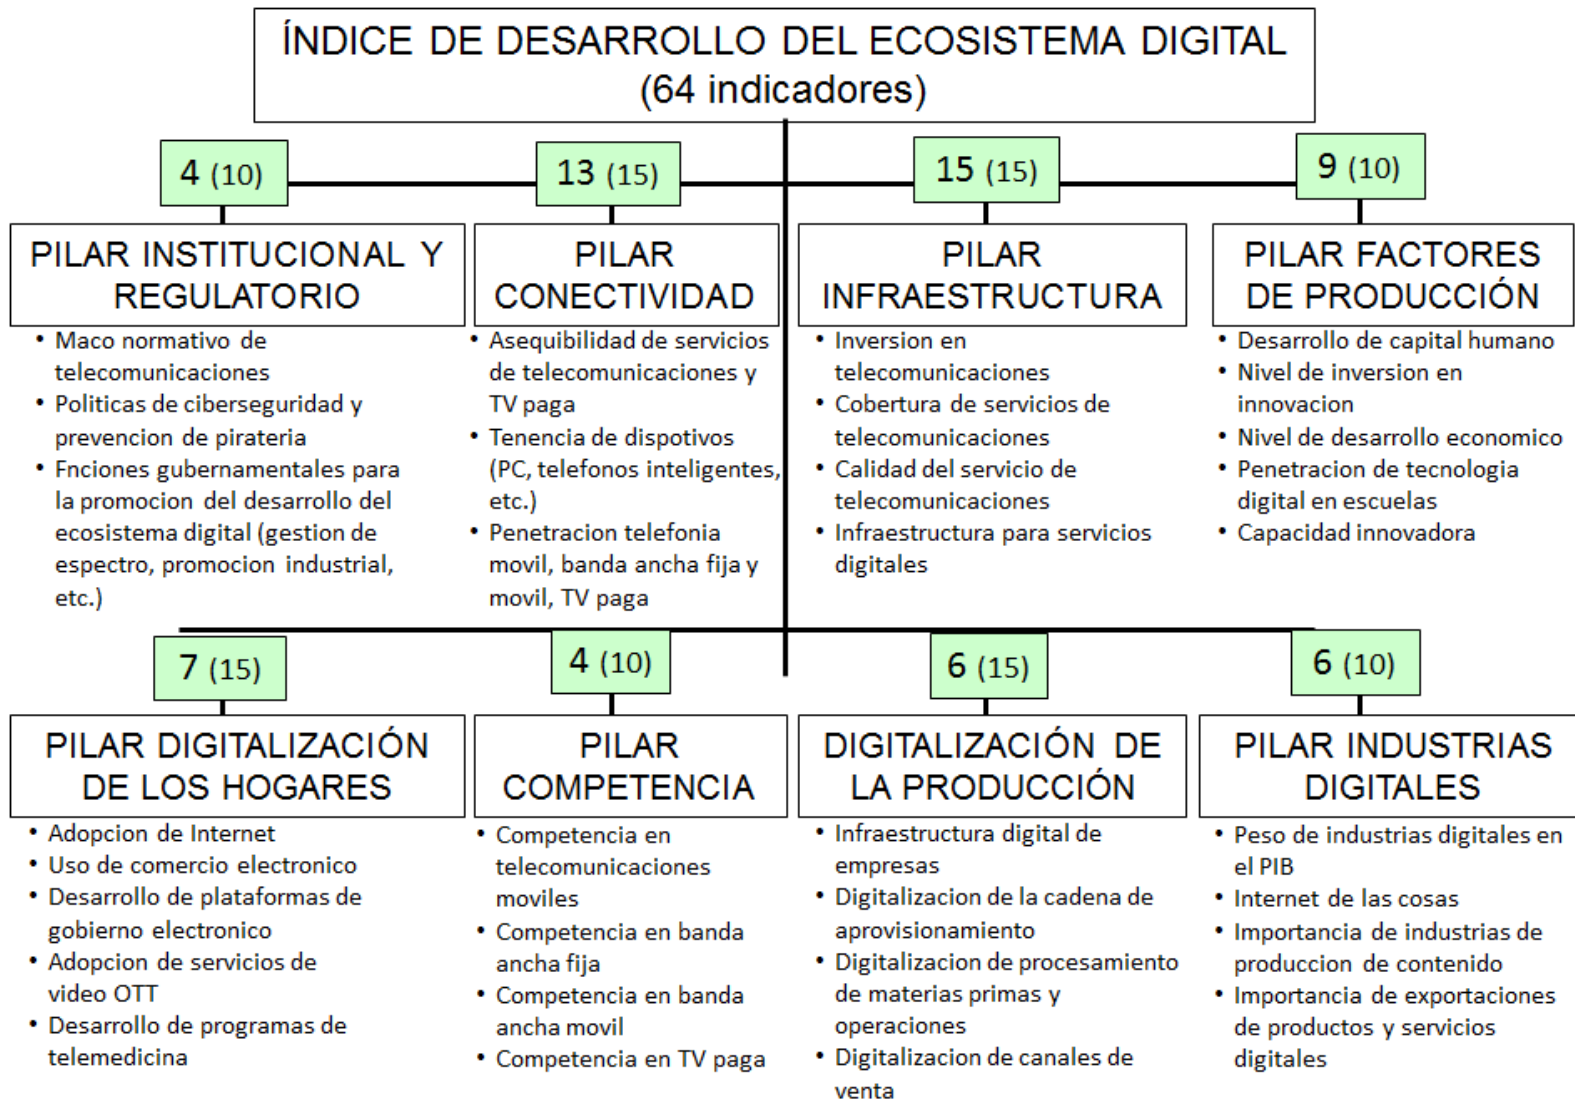 ÍNDICE DE DESARROLLO DEL ECOSISTEMA DIGITAL
(64 indicadores)
4 (10)
13 (15)
15 (15)
9 (10)
PILAR INSTITUCIONAL Y
REGULATORIO
• Maco normativo de
telecomunicaciones
• Politicas de ciberseguridad y
prevencion de pirateria
• Fnciones gubernamentales para
la promocion del desarrollo del
ecosistema digital (gestion de
espectro, promocion industrial,
etc.)
PILAR
CONECTIVIDAD
• Asequibilidad de servicios
de telecomunicaciones y
TV paga
• Tenencia de dispotivos
(PC, telefonos inteligentes,
etc.)
• Penetracion telefonia
movil, banda ancha fija y
movil, TV paga
PILAR
INFRAESTRUCTURA
• Inversion en
telecomunicaciones
• Cobertura de servicios de
telecomunicaciones
• Calidad del servicio de
telecomunicaciones
• Infraestructura para servicios
digitales
PILAR FACTORES
DE PRODUCCIÓN
• Desarrollo de capital humano
• Nivel de inversion en
innovacion
• Nivel de desarrollo economico
• Penetracion de tecnologia
digital en escuelas
• Capacidad innovadora
7 (15)
4 (10)
6 (15)
6 (10)
PILAR DIGITALIZACIÓN
DE LOS HOGARES
• Adopcion de Internet
• Uso de comercio electronico
• Desarrollo de plataformas de
gobierno electronico
• Adopcion de servicios de
video OTT
• Desarrollo de programas de
telemedicina
PILAR
COMPETENCIA
• Competencia en
telecomunicaciones
moviles
• Competencia en banda
ancha fija
• Competencia en banda
ancha movil
• Competencia en TV paga
DIGITALIZACIÓN DE
LA PRODUCCIÓN
• Infraestructura digital de
empresas
• Digitalizacion de la cadena de
aprovisionamiento
• Digitalizacion de procesamiento
de materias primas y
operaciones
• Digitalizacion de canales de
venta
PILAR INDUSTRIAS
DIGITALES
• Peso de industrias digitales en
el PIB
• Internet de las cosas
• Importancia de industrias de
produccion de contenido
• Importancia de exportaciones
de productos y servicios
digitales